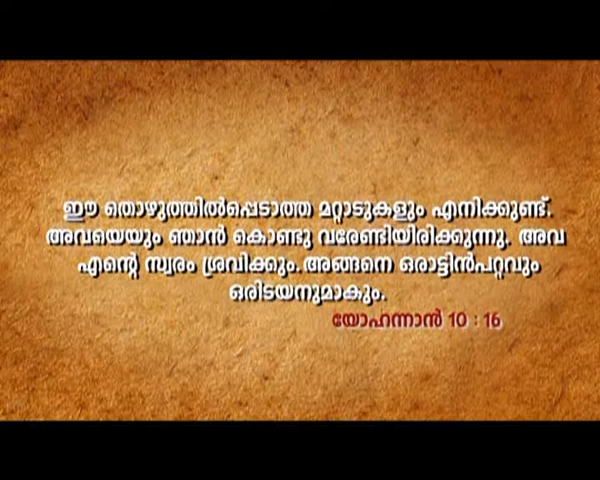 ഈ തൊഴുത്തിൽപ്പെടാത്ത മറ്റാടുകളും എനിക്കുണ്ട്.
അവയെയും ഞാൻ കൊണ്ടു വരേണ്ടിയിരിക്കുന്നു. അവ
എന്റെ സ്വരം ശ്രവിക്കും.അങ്ങനെ ഒരാട്ടിൻപറ്റവും
ഒരിടയനുമാകും.
യോഹന്നാൻ 10 : 16